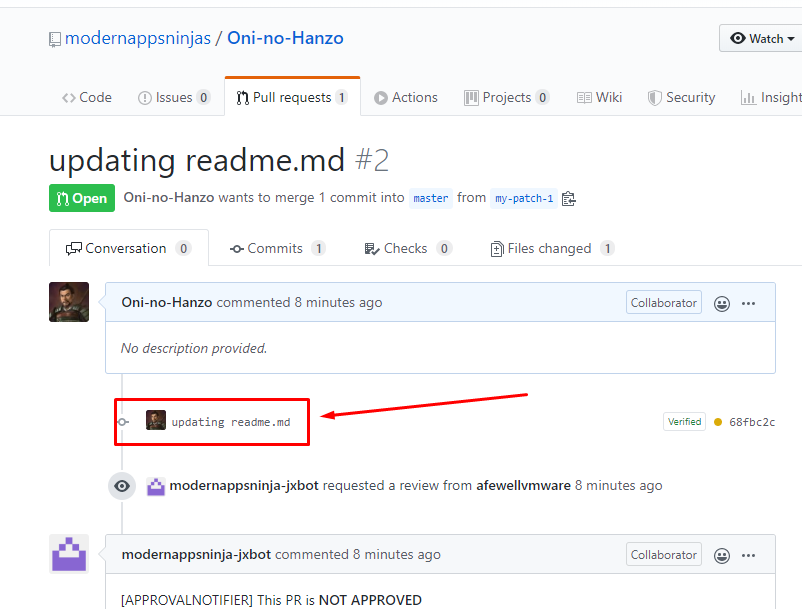 modernappsninjas / Oni-no-Hanzo
Watch
Code Issues 0 Pull requests 1 Actions Projects 0 Wiki Security Insight
updating readme.md #2
Open Oni-no-Hanzo wants to merge 1 commit into master from my-patch-1
Conversation 0 Commits 1 Checks 0 Files changed 1
Oni-no-Hanzo commented 8 minutes ago Collaborator ...
No description provided.
updating readme.md Verified 68fbc2c
modernappsninja-jxbot requested a review from afewellvmware 8 minutes ago
modernappsninja-jxbot commented 8 minutes ago Collaborator ...
[APPROVALNOTIFIER] This PR is NOT APPROVED